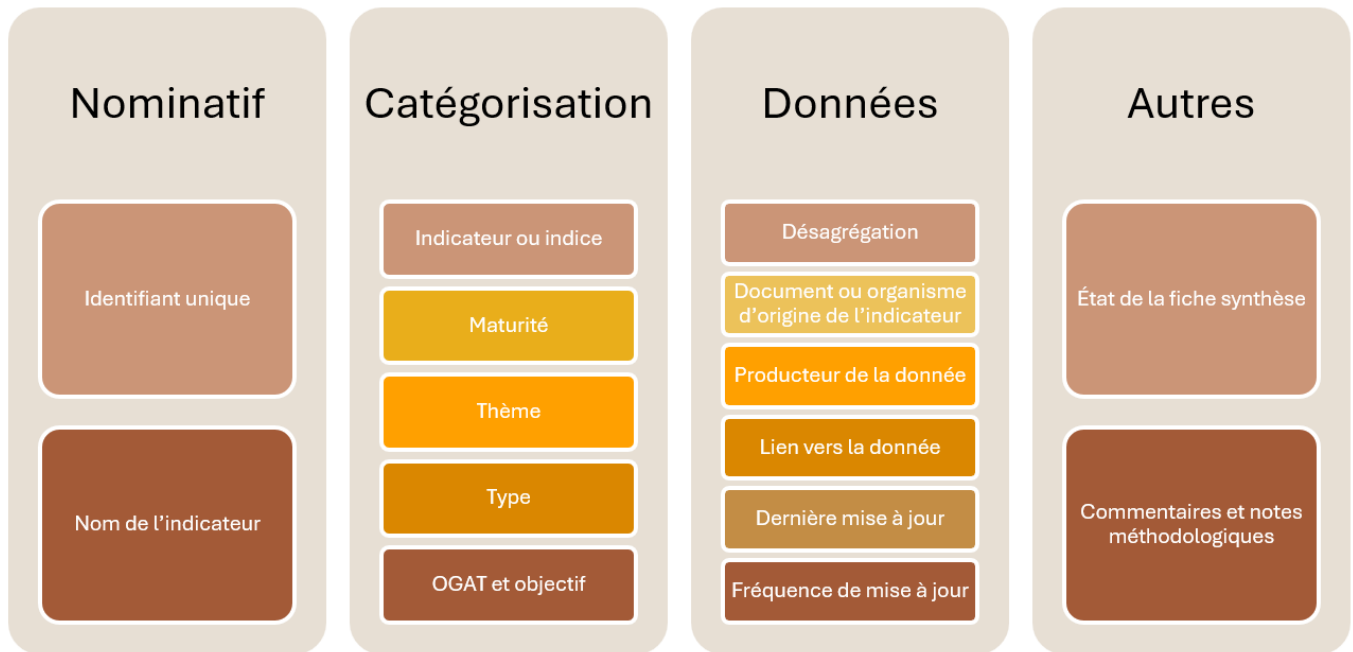 Nominatif
Identifiant unique
Nom de l’indicateur
Catégorisation
Indicateur ou indice
Maturité
Thème
Type
OGAT et objectif
Données
Désagrégation
Document ou organisme
d’origine de l’indicateur
Producteur de la donnée
Lien vers la donnée
Dernière mise à jour
Fréquence de mise à jour
Autres
État de la fiche synthèse
Commentaires et notes
méthodologiques